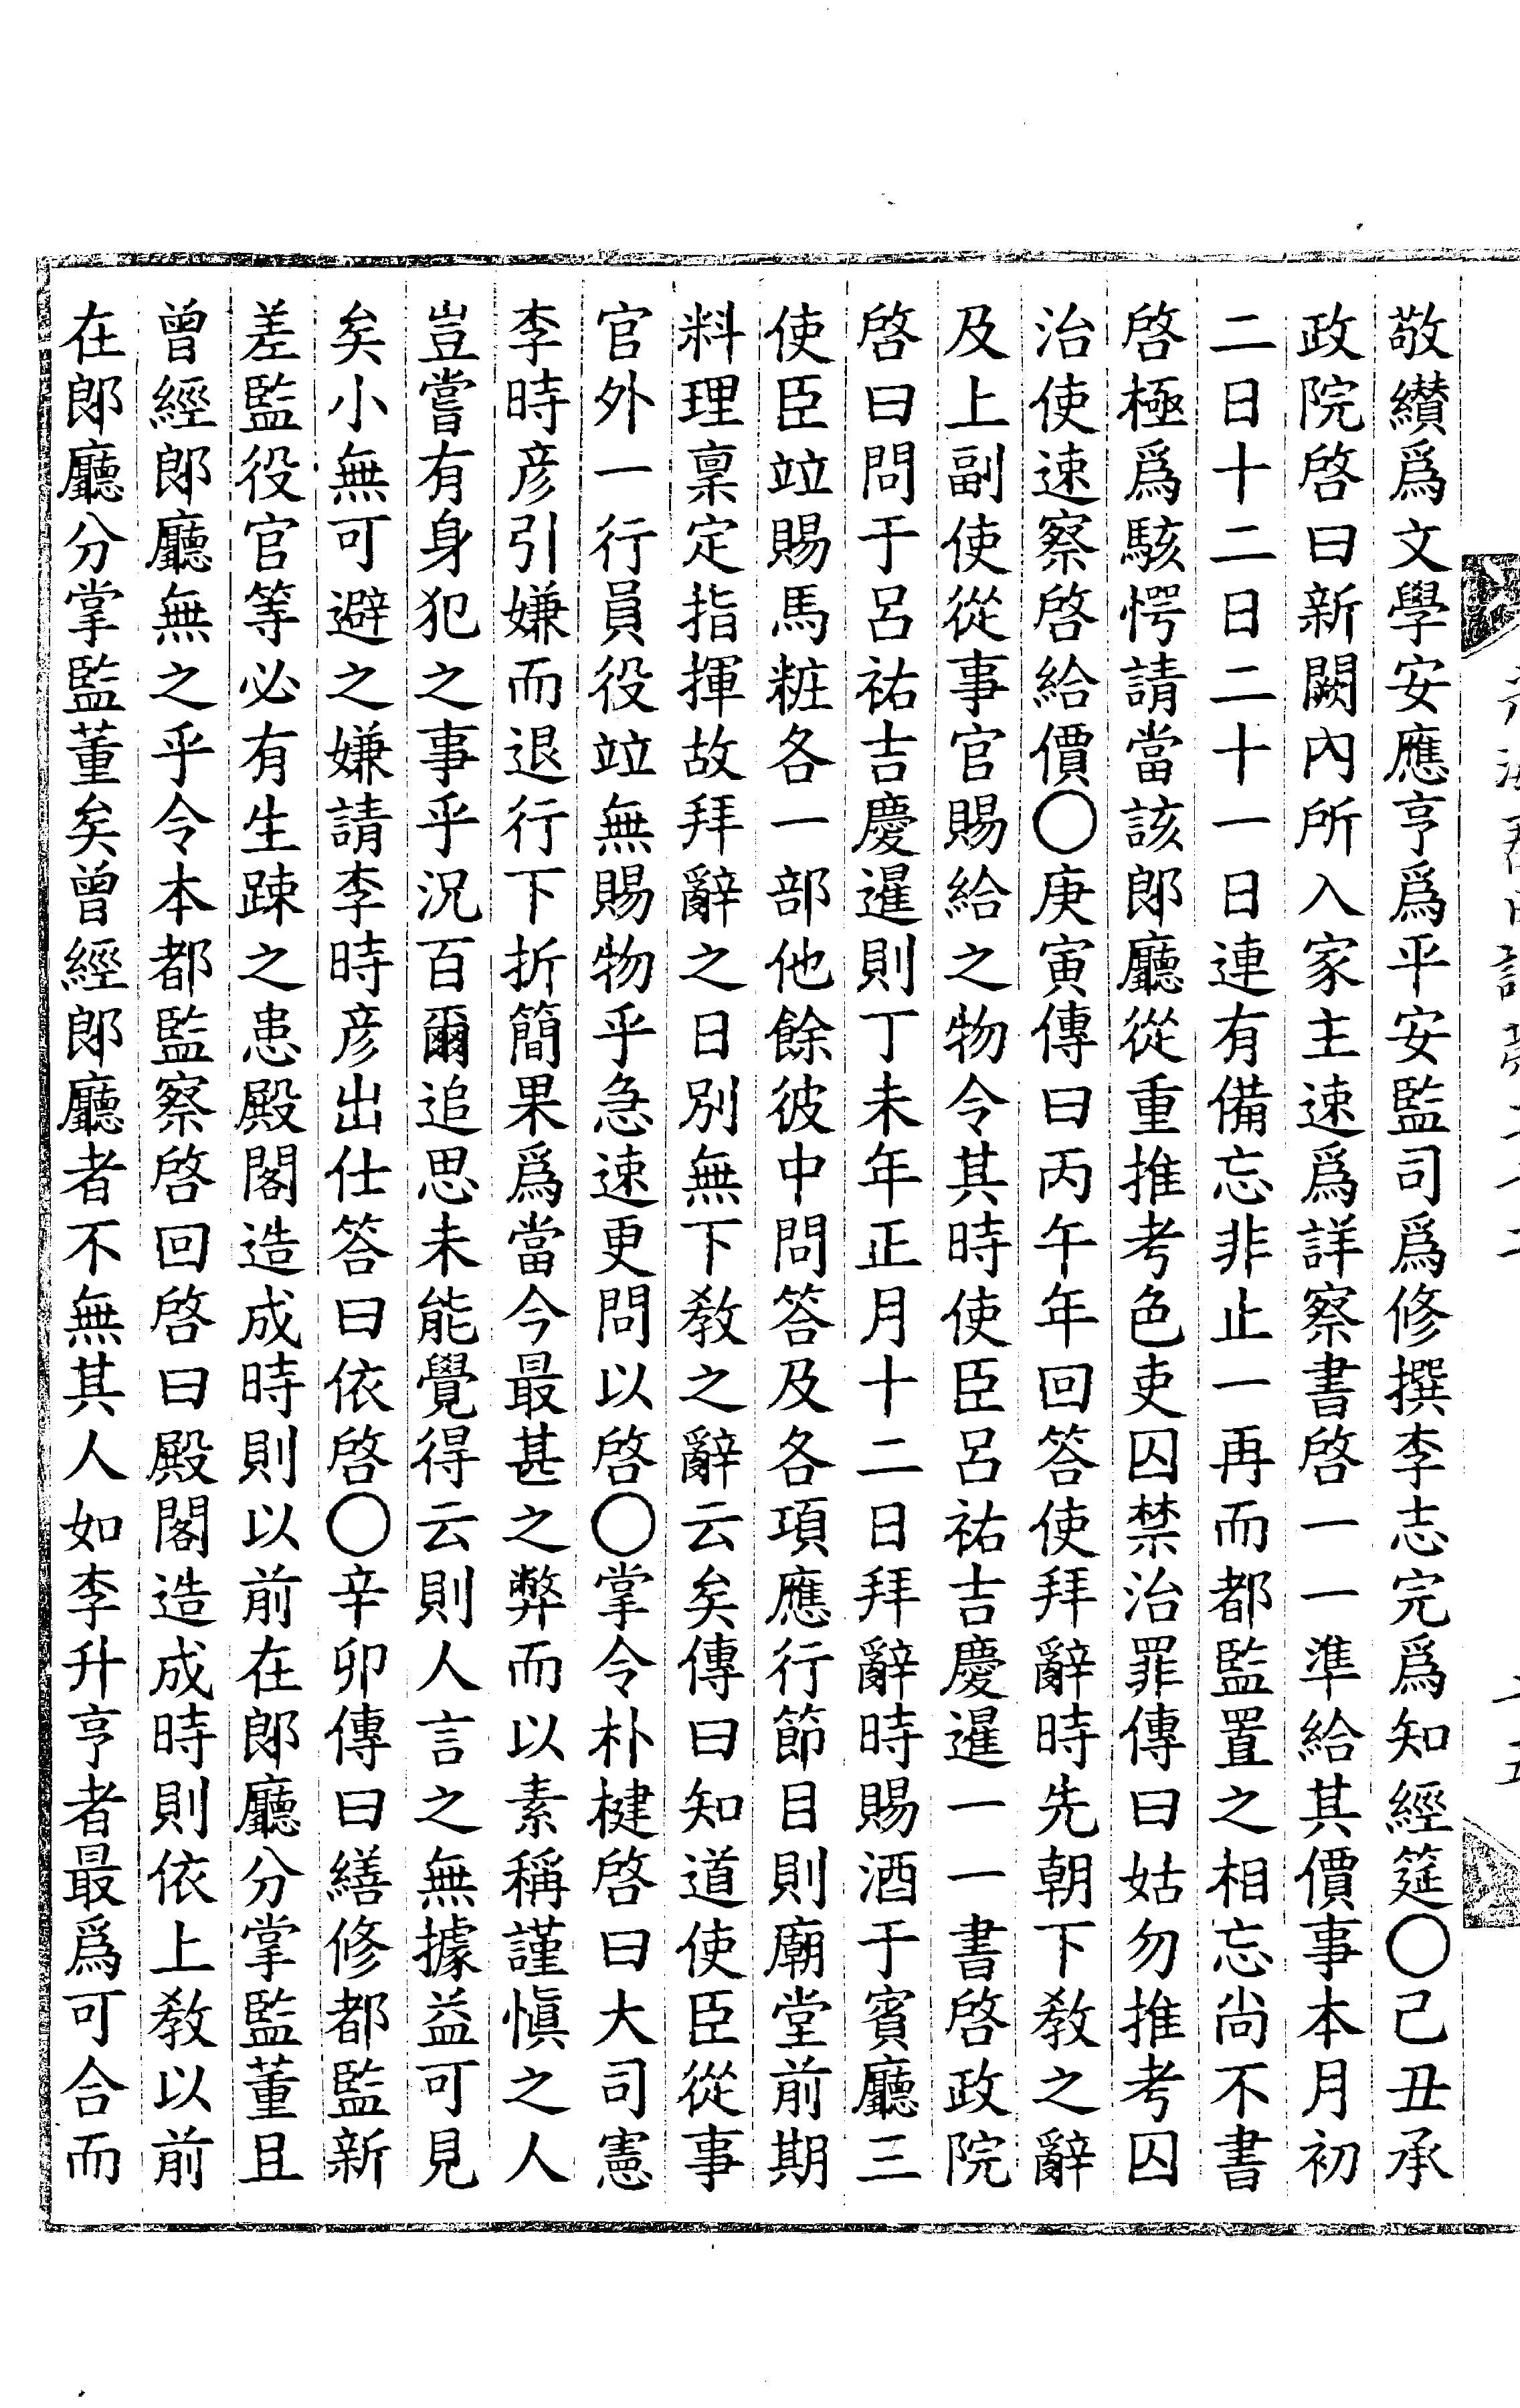 敬纘爲文學安應亨爲平安監司爲修撰李志完爲知經筵〇己丑承
政院啓曰新闕內所入家主速爲詳察書啓一一準給其價事本月初
二日十二日二十一日連有備忘非止一再而都監置之相忘尙不書
啓極爲駭愕請當該郞廳從重推考色吏囚禁治罪傳曰姑勿推考囚
治使速察啓給價〇庚寅傳曰丙午年回答使拜辭時先朝下敎之辭
及上副使從事官賜給之物令其時使臣呂祐吉慶暹一一書啓政院
啓曰問于呂祐吉慶暹則丁未年正月十二日拜辭時賜酒于賓廳三
使臣竝賜馬粧各一部他餘彼中問答及各項應行節目則廟堂前期
料理稟定指揮故拜辭之日別無下敎之辭云矣傳曰知道使臣從事
官外一行員役竝無賜物乎急速更問以啓〇掌令朴楗啓曰大司憲
李時彦引嫌而退行下折簡果爲當今最甚之弊而以素稱謹愼之人
豈嘗有身犯之事乎況百爾追思未能覺得云則人言之無據益可見
矣小無可避之嫌請李時彦出仕答曰依啓〇辛卯傳曰繕修都監新
差監役官等必有生踈之患殿閣造成時則以前在郞廳分掌監董且
曾經郞廳無之乎令本都監察啓回啓曰殿閣造成時則依上敎以前
在郞廳分掌監董矣曾經郞廳者不無其人如李升亨者最爲可合而